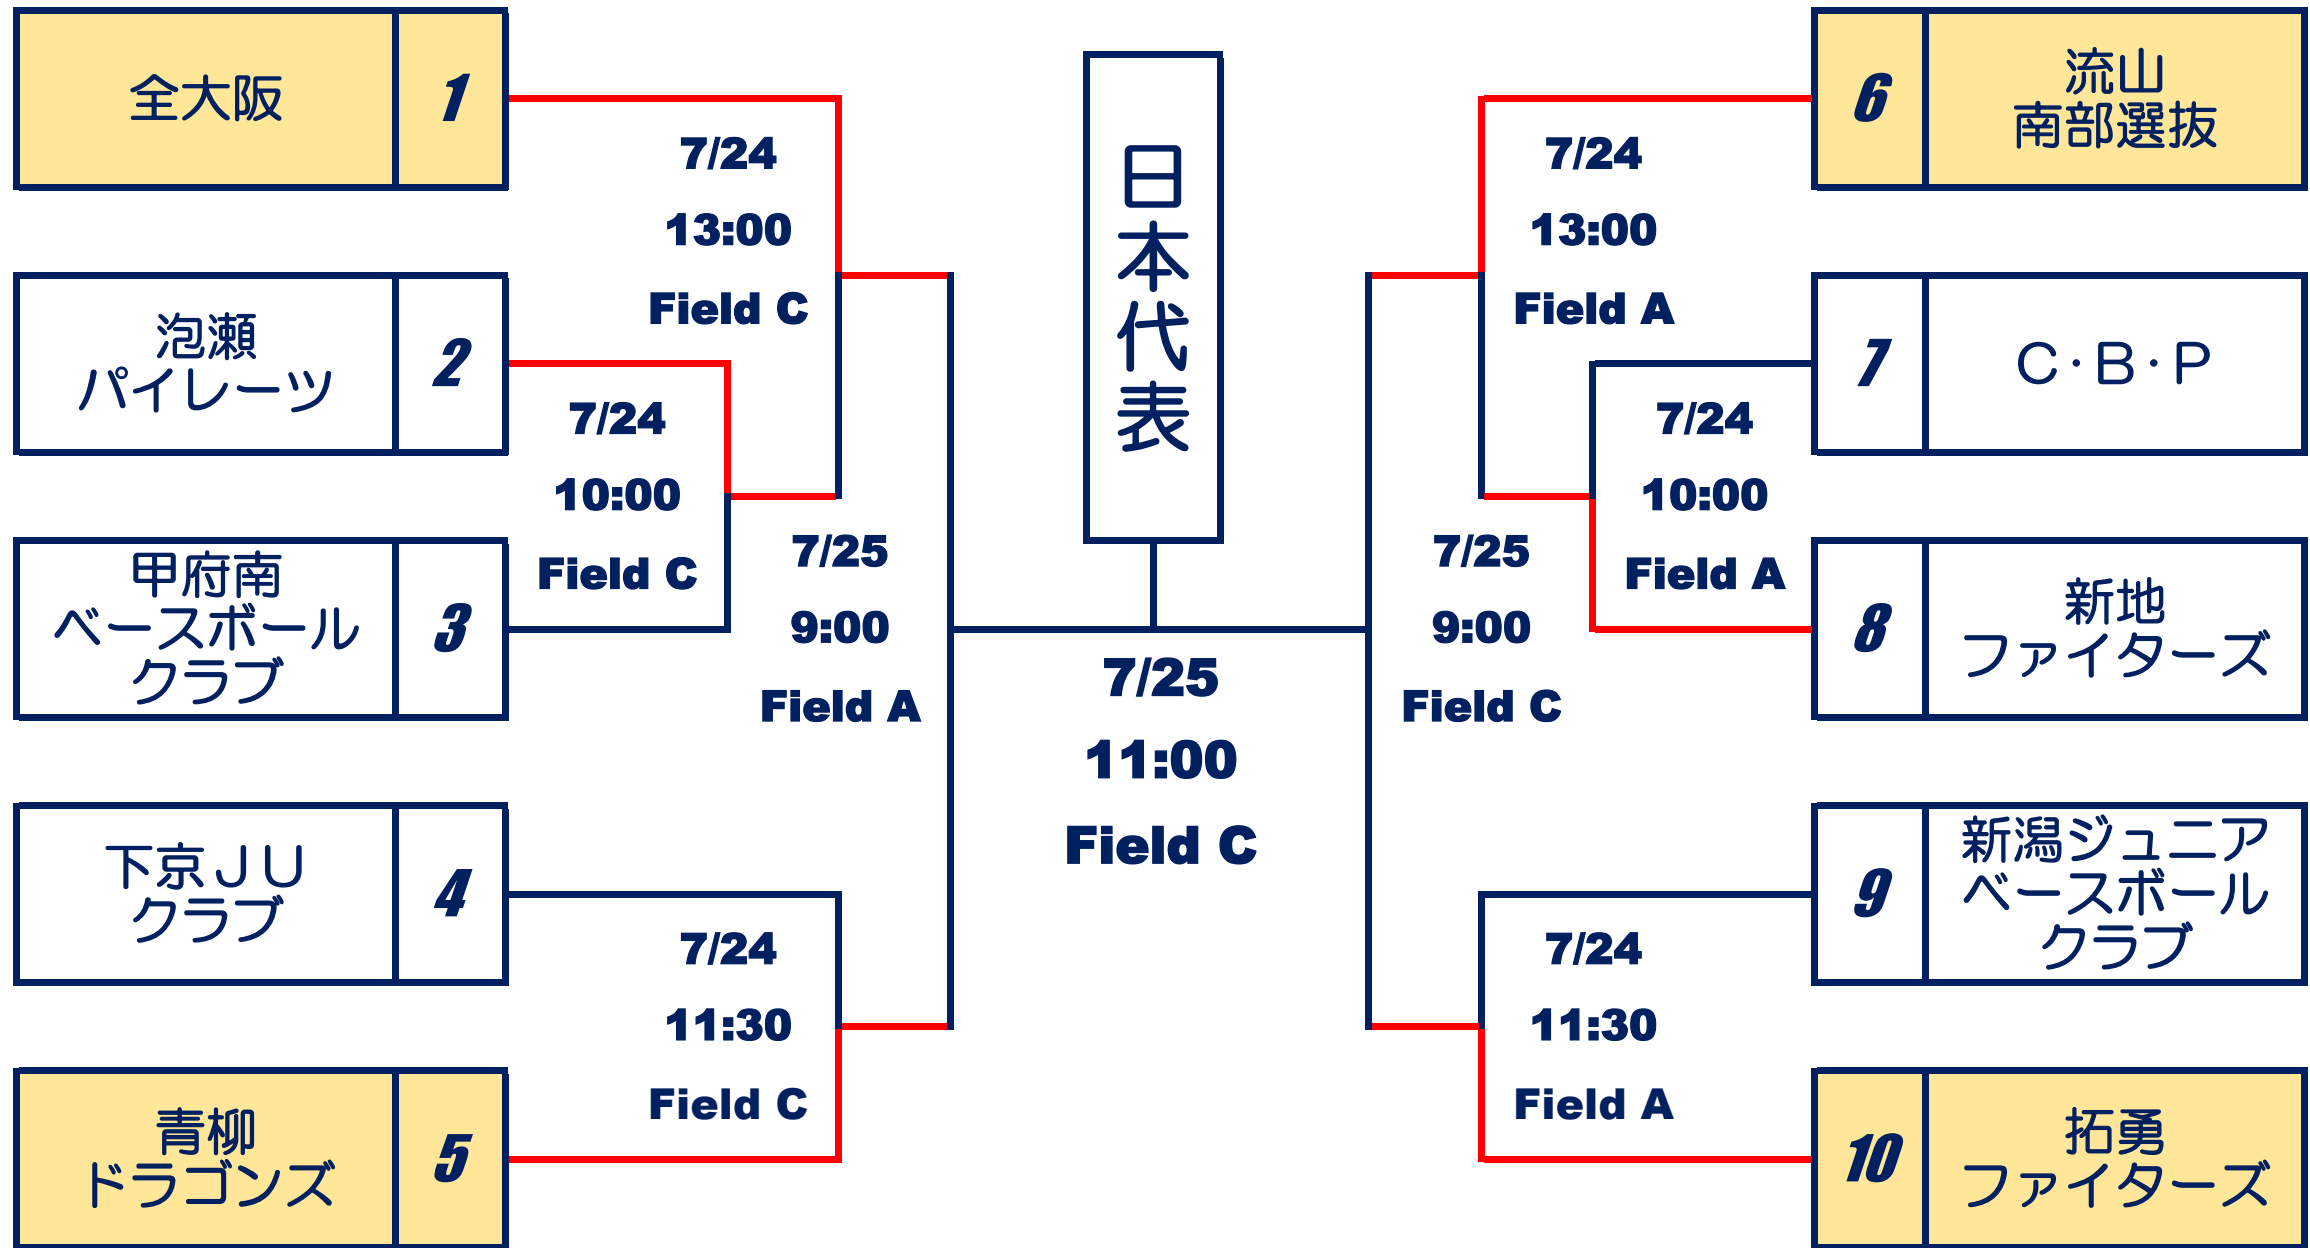 全大阪
1
泡瀬
パイレーツ
2
甲府南
ベースボール
クラブ
3
下京ＪＵ
クラブ
4
青柳
ドラゴンズ
5
7/24
13:00
Field C
7/24
10:00
Field C
7/25
9:00
Field A
7/24
11:30
Field C
日本代表
7/25
11:00
Field C
7/24
13:00
Field A
7/24
10:00
Field A
7/25
9:00
Field C
7/24
11:30
Field A
6
流山
南部選抜
7
Ｃ・Ｂ・Ｐ
8
新地
ファイターズ
9
新潟ジュニア
ベースボール
クラブ
10
拓勇
ファイターズ